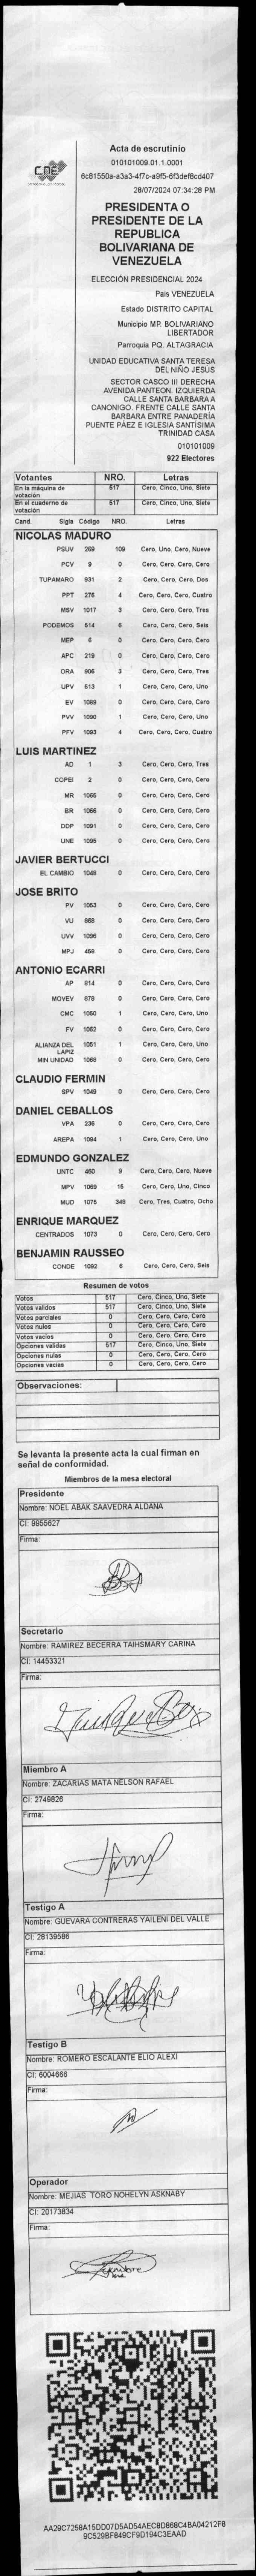 CNE
Acta de escrutinio
010101009.01.1.0001
6c81550a-a3a3-4f7c-a9f5-6f3def8cd407
28/07/2024 07:34:28 PM
PRESIDENTA O
PRESIDENTE DE LA
REPUBLICA
BOLIVARIANA DE
VENEZUELA
ELECCIÓN PRESIDENCIAL 2024
País VENEZUELA
Estado DISTRITO CAPITAL
Municipio MP. BOLIVARIANO
LIBERTADOR
Parroquia PQ. ALTAGRACIA
UNIDAD EDUCATIVA SANTA TERESA
DEL NIÑO JESÚS
SECTOR CASCO III DERECHA
AVENIDA PANTEON. IZQUIERDA
CALLE SANTA BARBARA A
CANONIGO. FRENTE CALLE SANTA
BARBARA ENTRE PANADERÍA
PUENTE PÁEZ E IGLESIA SANTÍSIMA
TRINIDAD CASA
010101009
922 Electores
Votantes NRO. Letras
En la máquina de votación 517 Cero, Cinco, Uno, Siete
En el cuaderno de votación 517 Cero, Cinco, Uno, Siete
Cand. Sigla Código NRO. Letras
NICOLAS MADURO
PSUV 269 109 Cero, Uno, Cero, Nueve
PCV 9 0 Cero, Cero, Cero, Cero
TUPAMARO 931 2 Cero, Cero, Cero, Dos
PPT 276 4 Cero, Cero, Cero, Cuatro
MSV 1017 3 Cero, Cero, Cero, Tres
PODEMOS 514 6 Cero, Cero, Cero, Seis
MEP 6 0 Cero, Cero, Cero, Cero
APC 219 0 Cero, Cero, Cero, Cero
ORA 906 3 Cero, Cero, Cero, Tres
UPV 513 1 Cero, Cero, Cero, Uno
EV 1089 0 Cero, Cero, Cero, Cero
PVV 1090 1 Cero, Cero, Cero, Uno
PFV 1093 4 Cero, Cero, Cero, Cuatro
LUIS MARTINEZ
AD 1 3 Cero, Cero, Cero, Tres
COPEI 2 0 Cero, Cero, Cero, Cero
MR 1055 0 Cero, Cero, Cero, Cero
BR 1066 0 Cero, Cero, Cero, Cero
DDP 1091 0 Cero, Cero, Cero, Cero
UNE 1095 0 Cero, Cero, Cero, Cero
JAVIER BERTUCCI
EL CAMBIO 1048 0 Cero, Cero, Cero, Cero
JOSE BRITO
PV 1053 0 Cero, Cero, Cero, Cero
VU 868 0 Cero, Cero, Cero, Cero
UVV 1096 0 Cero, Cero, Cero, Cero
MPJ 458 0 Cero, Cero, Cero, Cero
ANTONIO ECARRI
AP 914 0 Cero, Cero, Cero, Cero
MOVEV 876 0 Cero, Cero, Cero, Cero
CMC 1050 1 Cero, Cero, Cero, Uno
FV 1052 0 Cero, Cero, Cero, Cero
ALIANZA DEL LAPIZ 1051 1 Cero, Cero, Cero, Uno
MIN UNIDAD 1068 0 Cero, Cero, Cero, Cero
CLAUDIO FERMIN
SPV 1049 0 Cero, Cero, Cero, Cero
DANIEL CEBALLOS
VPA 236 0 Cero, Cero, Cero, Cero
AREPA 1094 1 Cero, Cero, Cero, Uno
EDMUNDO GONZALEZ
UNTC 460 9 Cero, Cero, Cero, Nueve
MPV 1069 15 Cero, Cero, Uno, Cinco
MUD 1075 348 Cero, Tres, Cuatro, Ocho
ENRIQUE MARQUEZ
CENTRADOS 1073 0 Cero, Cero, Cero, Cero
BENJAMIN RAUSSEO
CONDE 1092 6 Cero, Cero, Cero, Seis
Resumen de votos
Votos 517 Cero, Cinco, Uno, Siete
Votos validos 517 Cero, Cinco, Uno, Siete
Votos parciales 0 Cero, Cero, Cero, Cero
Votos nulos 0 Cero, Cero, Cero, Cero
Votos vacios 0 Cero, Cero, Cero, Cero
Opciones validas 517 Cero, Cinco, Uno, Siete
Opciones nulas 0 Cero, Cero, Cero, Cero
Opciones vacias 0 Cero, Cero, Cero, Cero
Observaciones:
Se levanta la presente acta la cual firman en
señal de conformidad.
Miembros de la mesa electoral
Presidente
Nombre: NOEL ABAK SAAVEDRA ALDANA
CI: 9955627
Firma:
Secretario
Nombre: RAMIREZ BECERRA TAIHSMARY CARINA
CI: 14453321
Firma:
Miembro A
Nombre: ZACARIAS MATA NELSON RAFAEL
CI: 2749826
Firma:
Testigo A
Nombre: GUEVARA CONTRERAS YAILENI DEL VALLE
CI: 28139586
Firma:
Testigo B
Nombre: ROMERO ESCALANTE ELIO ALEXI
CI: 6004666
Firma:
Operador
Nombre: MEJIAS TORO NOHELYN ASKNABY
CI: 20173834
Firma:
AA29C7258A15DD07D5AD54AEC8D868C4BA04212F8
9C529BF849CF9D194C3EAAD